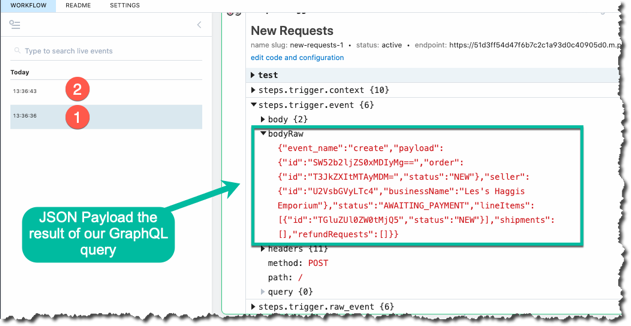 WORKFLOW README SETTINGS
Type to search live events
Today
13:36:43
2
13:36:36
1
JSON Payload the
result of our GraphQL
query
New Requests
name slug: new-requests-1 • status: active • endpoint: https://51d3ff54d47f6b7c2c1a93d0c40905d0.m.p
edit code and configuration
test
steps.trigger.context {10}
steps.trigger.event {6}
body {2}
bodyRaw
{"event_name":"create","payload":
{"id":"SW52b2ljZS0xMDIyMg==","order":
{"id":"T3JkZXItMTAyMDM=","status":"NEW"},"seller":
{"id":"U2VsbGVyLTc4","businessName":"Les's Haggis
Emporium"},"status":"AWAITING_PAYMENT","lineItems":
[{"id":"TGluZUl0ZW0tMjQ5","status":"NEW"}],"shipments":
[],"refundRequests":[]}}
headers {11}
method: POST
path: /
query {0}
steps.trigger.raw_event {6}